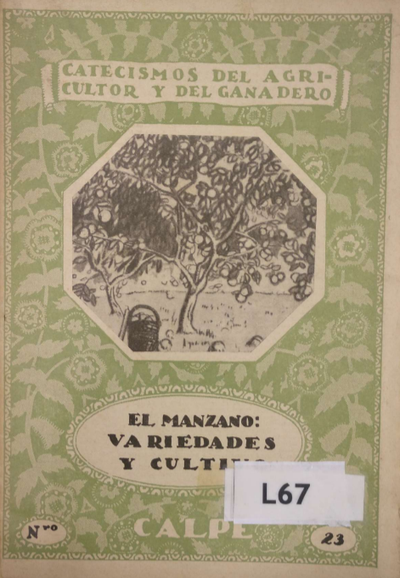 CATECISMOS DEL AGRI-
CULTOR Y DEL GANADERO
EL MANZANO:
VARIEDADES
Y
L67
CALPE
Nro
23